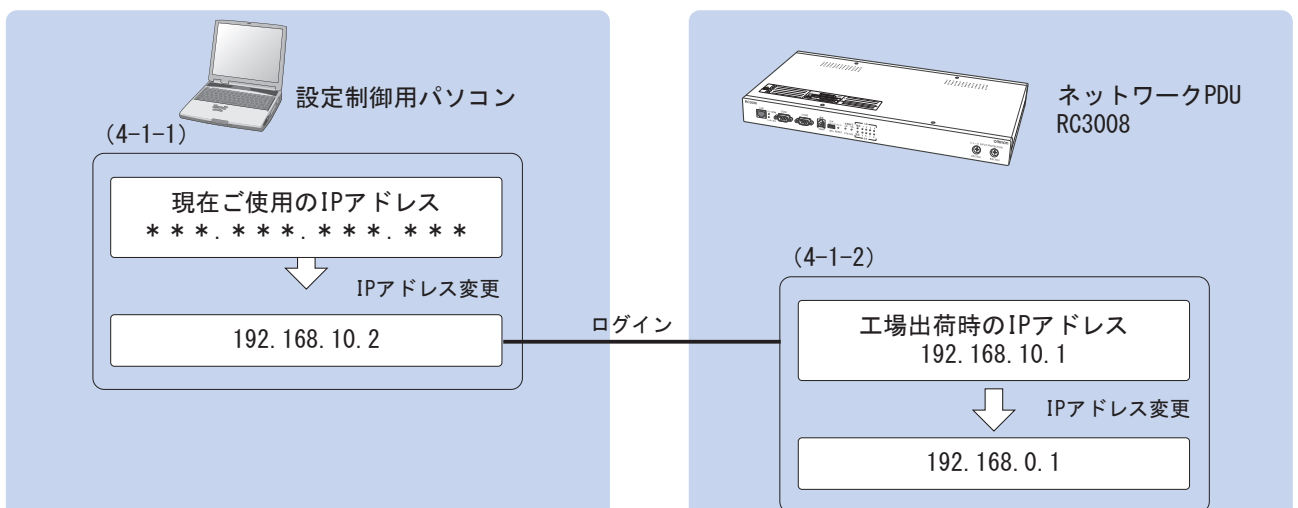 設定制御用パソコン
(4-1-1)
現在ご使用のIPアドレス
***.***.***.***
IPアドレス変更
192.168.10.2
ログイン
ネットワークPDU
RC3008
(4-1-2)
工場出荷時のIPアドレス
192.168.10.1
IPアドレス変更
192.168.0.1